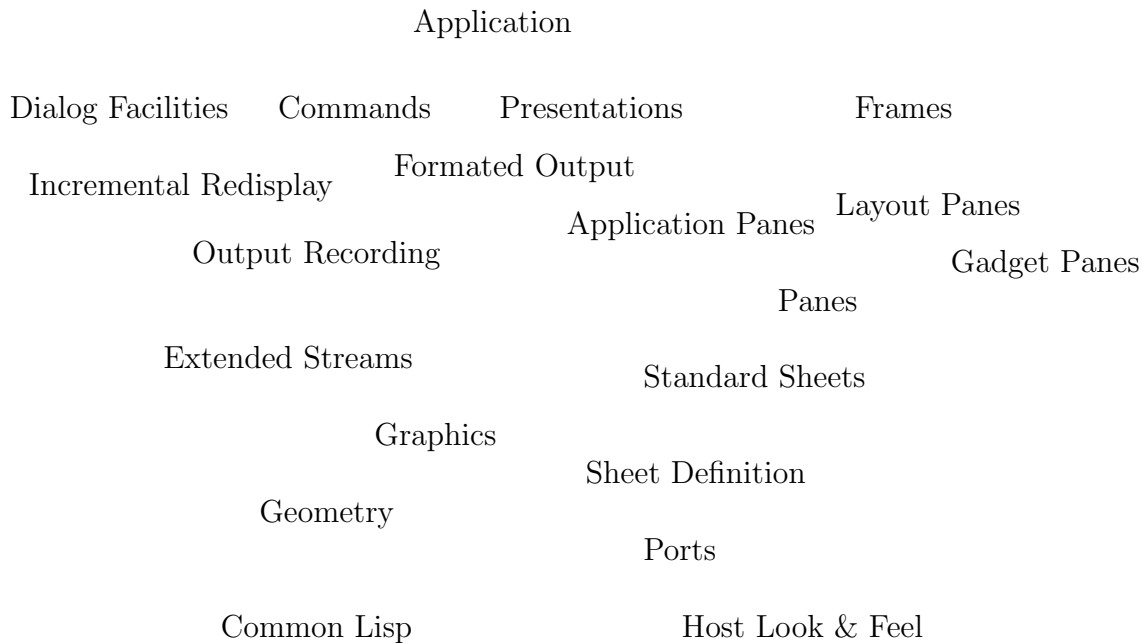 Application
Dialog Facilities Commands Presentations Frames
Formated Output
Incremental Redisplay
Layout Panes
Application Panes
Output Recording
Gadget Panes
Panes
Extended Streams
Standard Sheets
Graphics
Sheet Definition
Geometry
Ports
Common Lisp Host Look & Feel